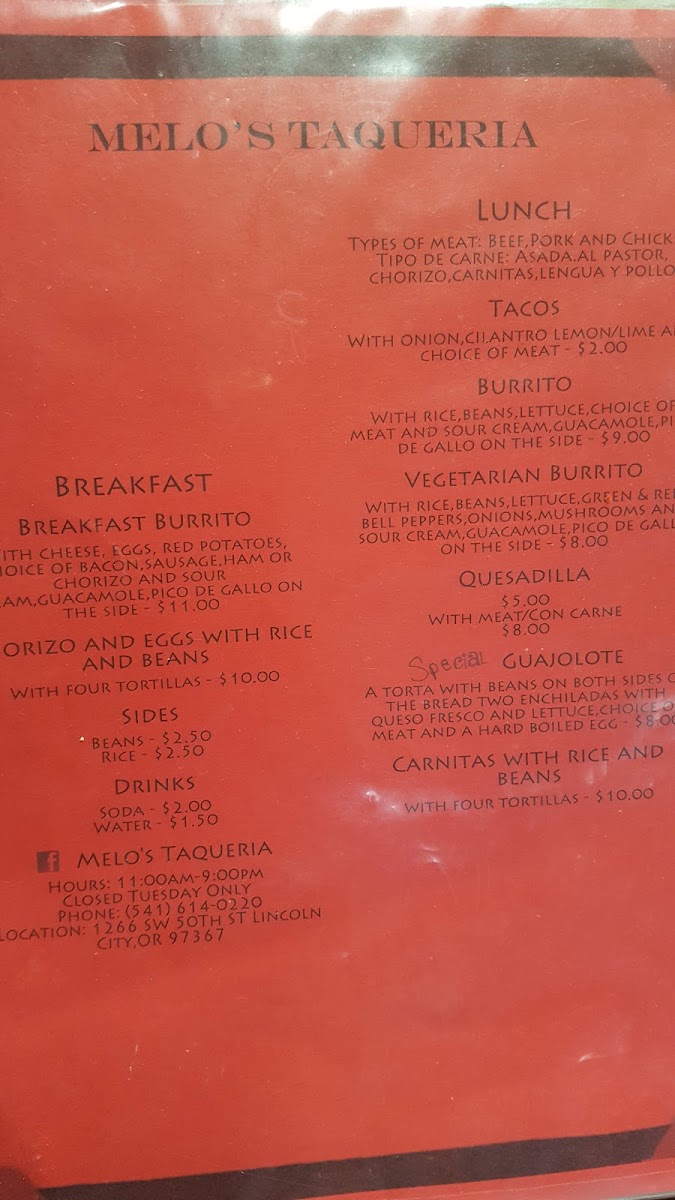 MELO'S TAQUERIA
LUNCH
TYPES OF MEAT: BEEF,PORK AND CHICK
TIPO DE CARNE: ASADA.AL PASTOR,
CHORIZO,CARNITAS,LENGUA Y POLLO
TACOS
WITH ONION,CILANTRO LEMON/LIME A
CHOICE OF MEAT - $2.00
BURRITO
WITH RICE,BEANS,LETTUCE,CHOICE OF
MEAT AND SOUR CREAM,GUACAMOLE,PI
DE GALLO ON THE SIDE - $9.00
VEGETARIAN BURRITO
WITH RICE,BEANS,LETTUCE,GREEN & RE
BELL PEPPERS,ONIONS,MUSHROOMS AN
SOUR CREAM,GUACAMOLE,PICO DE GALL
ON THE SIDE - $8.00
QUESADILLA
$5.00
WITH MEAT/CON CARNE
$8.00
Special GUAJOLOTE
A TORTA WITH BEANS ON BOTH SIDES O
THE BREAD TWO ENCHILADAS WITH
QUESO FRESCO AND LETTUCE,CHOICE O
MEAT AND A HARD BOILED EGG - $8.00
CARNITAS WITH RICE AND
BEANS
WITH FOUR TORTILLAS - $10.00
BREAKFAST
BREAKFAST BURRITO
ITH CHEESE, EGGS, RED POTATOES,
OICE OF BACON,SAUSAGE,HAM OR
CHORIZO AND SOUR
AM,GUACAMOLE,PICO DE GALLO ON
THE SIDE - $11.00
ORIZO AND EGGS WITH RICE
AND BEANS
WITH FOUR TORTILLAS - $10.00
SIDES
BEANS - $2.50
RICE - $2.50
DRINKS
SODA - $2.00
WATER - $1.50
f MELO'S TAQUERIA
HOURS: 11:00AM-9:00PM
CLOSED TUESDAY ONLY
PHONE: (541) 614-0220
LOCATION: 1266 SW 50TH ST LINCOLN
CITY,OR 97367